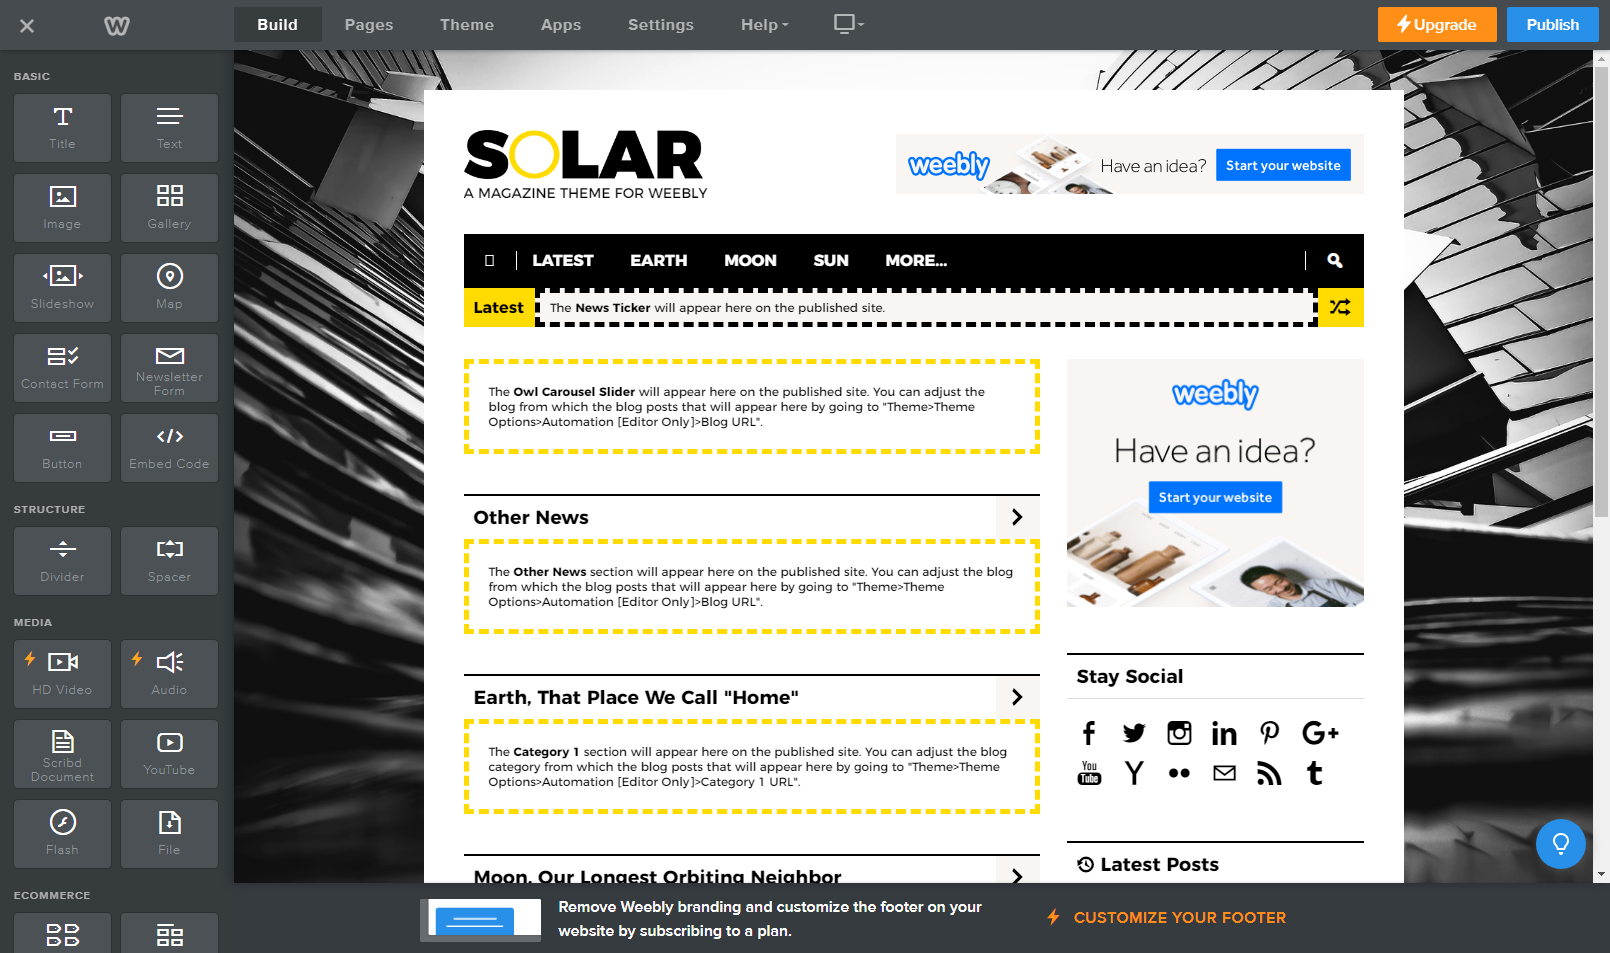 Build
Pages
Theme
Apps
Settings
Help
Upgrade
Publish
BASIC
Title
Text
Image
Gallery
Slideshow
Map
Contact Form
Newsletter
Form
Button
Embed Code
STRUCTURE
Divider
Spacer
MEDIA
HD Video
Audio
Scribd
Document
YouTube
Flash
File
ECOMMERCE
SOLAR
A MAGAZINE THEME FOR WEEBLY
weebly
Have an idea?
Start your website
LATEST
EARTH
MOON
SUN
MORE...
Latest
The News Ticker will appear here on the published site.
The Owl Carousel Slider will appear here on the published site. You can adjust the
blog from which the blog posts that will appear here by going to "Theme>Theme
Options>Automation [Editor Only]>Blog URL".
Other News
The Other News section will appear here on the published site. You can adjust the blog
from which the blog posts that will appear here by going to "Theme>Theme
Options>Automation [Editor Only]>Blog URL".
Earth, That Place We Call "Home"
The Category 1 section will appear here on the published site. You can adjust the blog
category from which the blog posts that will appear here by going to "Theme>Theme
Options>Automation [Editor Only]>Category 1 URL".
Moon, Our Longest Orbiting Neighbor
weebly
Have an idea?
Start your website
Stay Social
You
Tube
Latest Posts
Remove Weebly branding and customize the footer on your
website by subscribing to a plan.
CUSTOMIZE YOUR FOOTER